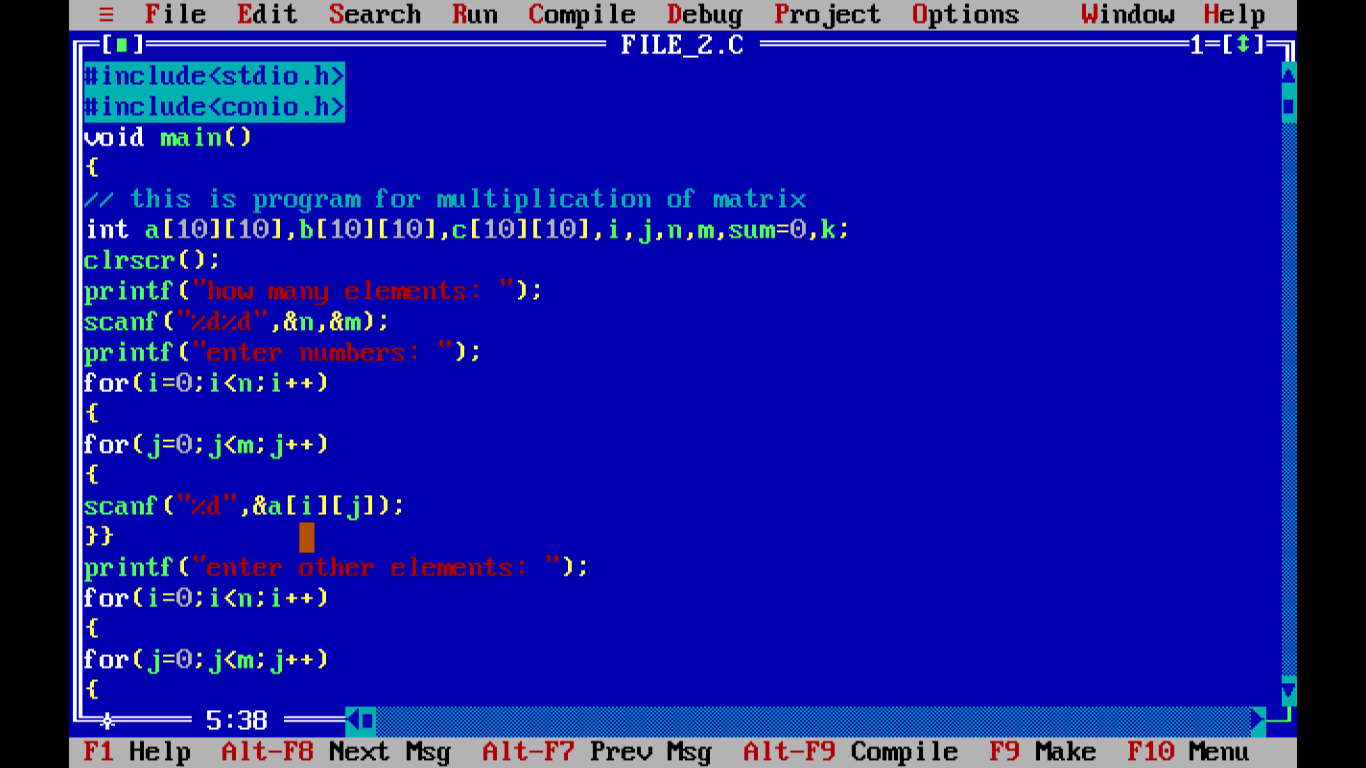 ≡ File Edit Search Run Compile Debug Project Options Window Help
[■] FILE_2.C 1=[↕]
#include<stdio.h>
#include<conio.h>
void main()
{
// this is program for multiplication of matrix
int a[10][10],b[10][10],c[10][10],i,j,n,m,sum=0,k;
clrscr();
printf("how many elements: ");
scanf("%d%d",&n,&m);
printf("enter numbers: ");
for(i=0;i<n;i++)
{
for(j=0;j<m;j++)
{
scanf("%d",&a[i][j]);
}}
printf("enter other elements: ");
for(i=0;i<n;i++)
{
for(j=0;j<m;j++)
{
5:38
F1 Help Alt-F8 Next Msg Alt-F7 Prev Msg Alt-F9 Compile F9 Make F10 Menu